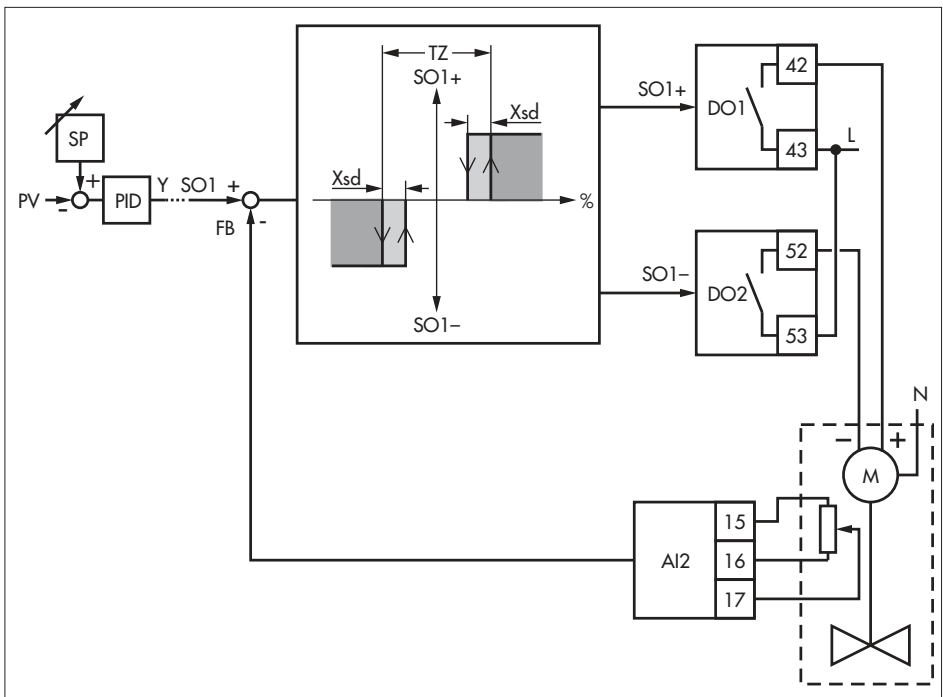 TZ
SO1+
Xsd
Xsd
%
SO1–
SP
+
PV
-
PID
Y SO1 +
FB -
SO1+
DO1
42
43
L
SO1–
DO2
52
53
N
– +
M
AI2
15
16
17